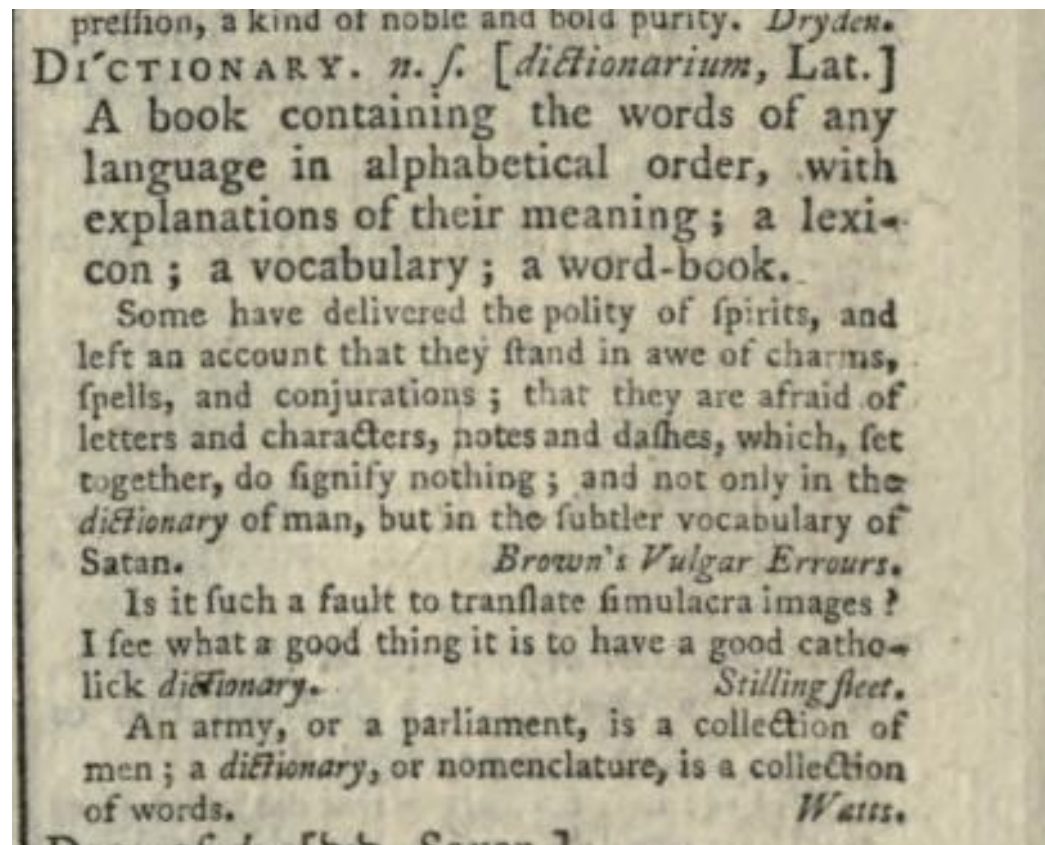 preſſion, a kind of noble and bold purity. Dryden.
DI´CTIONARY. n. ſ. [dictionarium, Lat.]
A book containing the words of any
language in alphabetical order, with
explanations of their meaning; a lexi-
con; a vocabulary; a word-book.
Some have delivered the polity of ſpirits, and
left an account that they ſtand in awe of charms,
ſpells, and conjurations; that they are afraid of
letters and characters, notes and daſhes, which, ſet
together, do ſignify nothing; and not only in the
dictionary of man, but in the ſubtler vocabulary of
Satan. Brown's Vulgar Errours.
Is it ſuch a fault to tranſlate ſimulacra images?
I ſee what a good thing it is to have a good catho-
lick dictionary. Stillingfleet.
An army, or a parliament, is a collection of
men; a dictionary, or nomenclature, is a collection
of words. Watts.